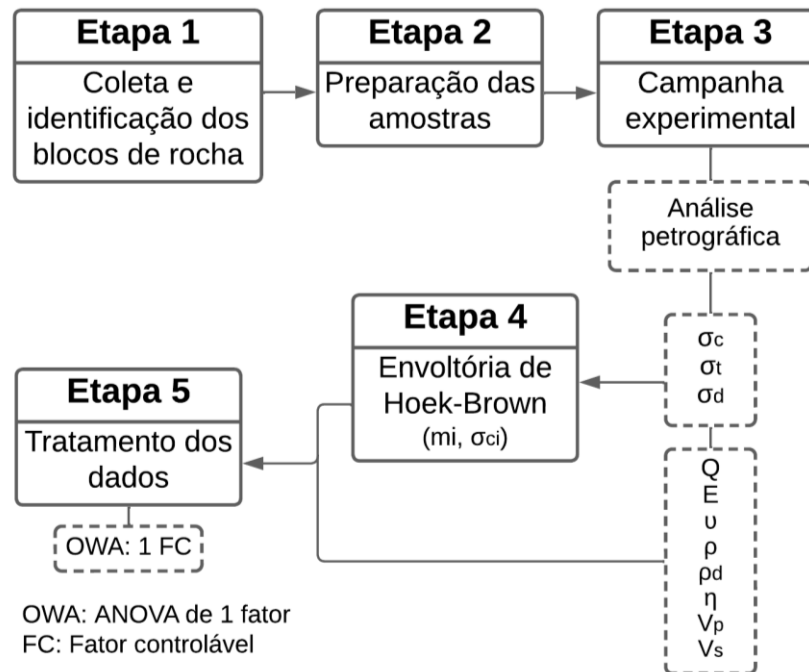 Etapa 1
Coleta e
identificação dos
blocos de rocha
Etapa 2
Preparação das
amostras
Etapa 3
Campanha
experimental
Análise
petrográfica
σc
σt
σd
Q
E
υ
ρ
ρd
η
Vp
Vs
Etapa 4
Envoltória de
Hoek-Brown
(mi, σci)
Etapa 5
Tratamento dos
dados
OWA: 1 FC
OWA: ANOVA de 1 fator
FC: Fator controlável